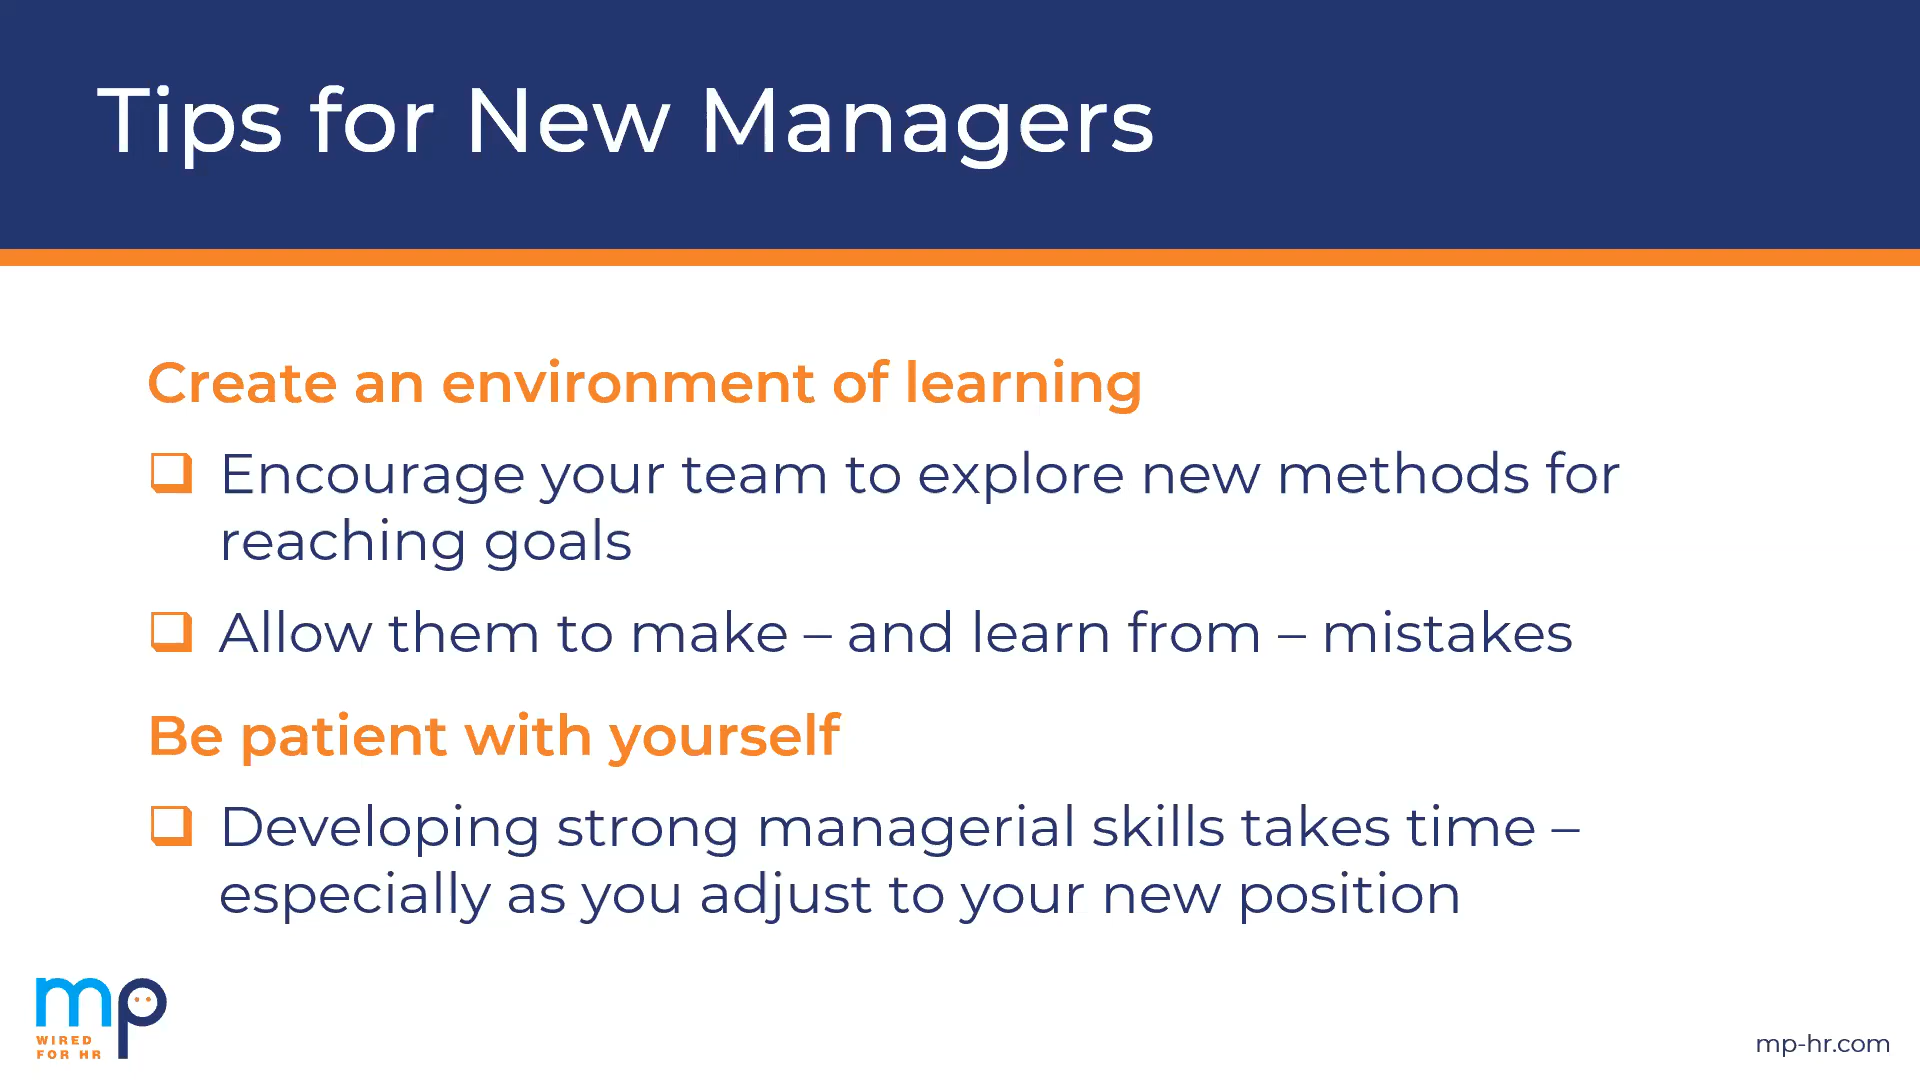 Tips for New Managers
Create an environment of learning
Encourage your team to explore new methods for
reaching goals
Allow them to make – and learn from – mistakes
Be patient with yourself
Developing strong managerial skills takes time –
especially as you adjust to your new position
mp
WIRED
FOR HR
mp-hr.com